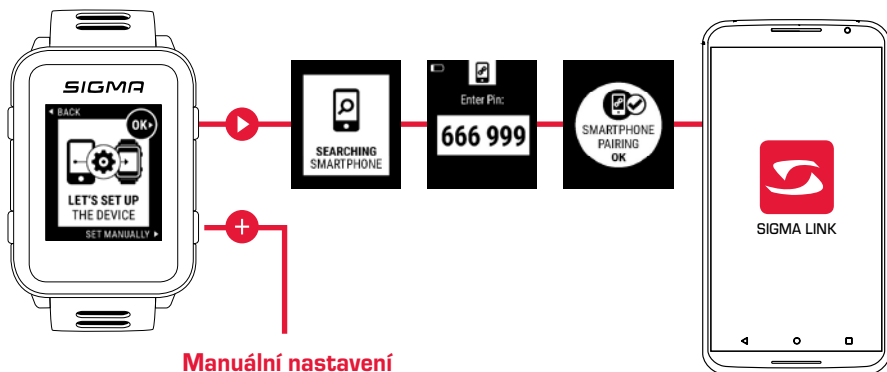 SIGMA
BACK
OK
LET'S SET UP
THE DEVICE
SET MANUALLY
SEARCHING
SMARTPHONE
Enter Pin:
666 999
SMARTPHONE
PAIRING
OK
SIGMA LINK
Manuální nastavení